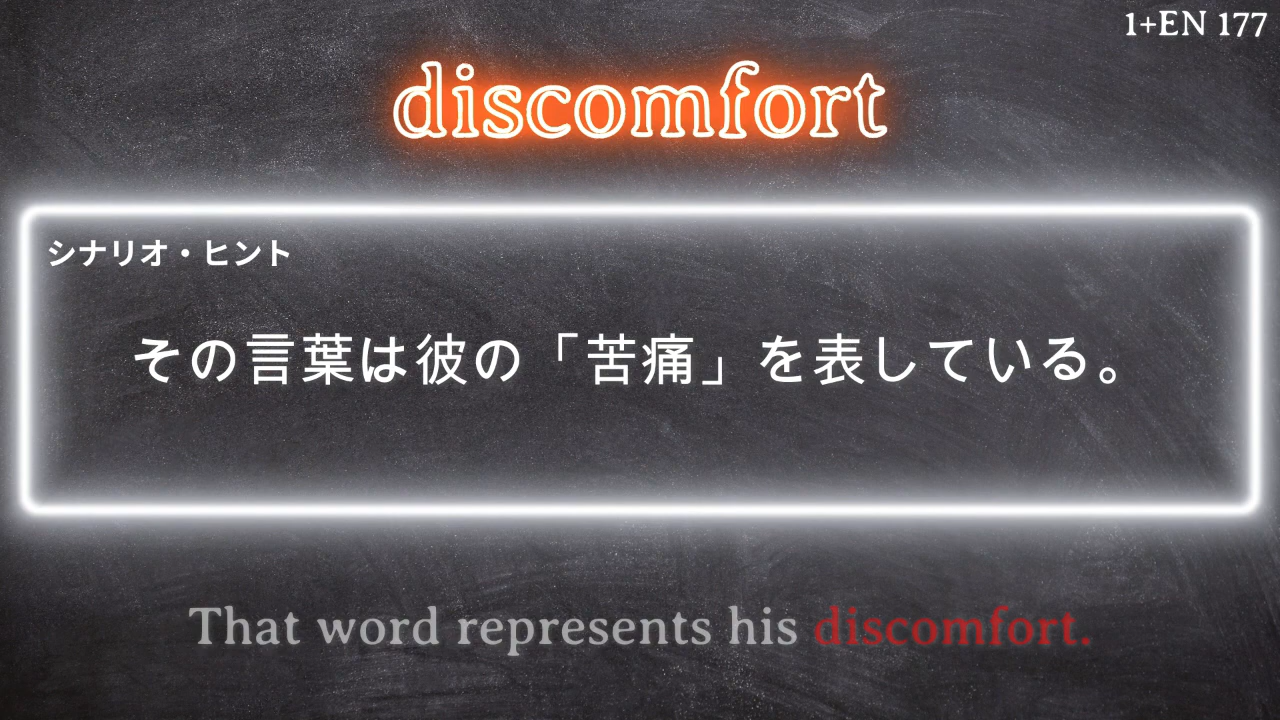 1+EN 177
discomfort
シナリオ・ヒント
その言葉は彼の「苦痛」を表している。
That word represents his discomfort.